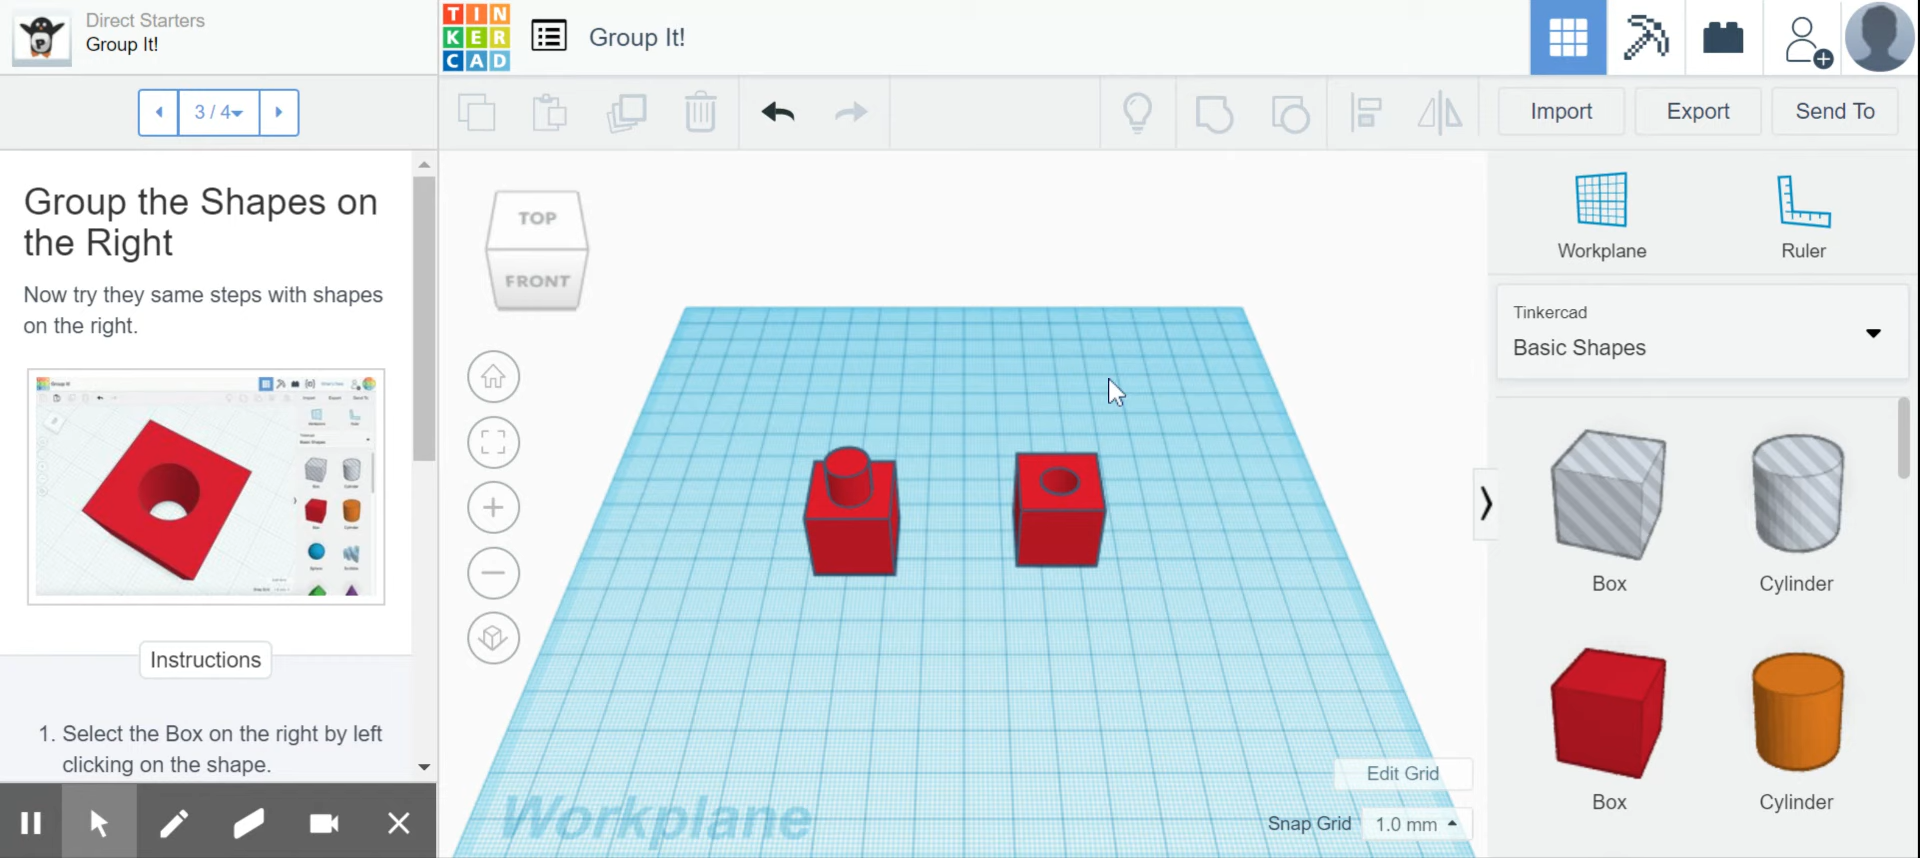 Direct Starters
Group It!
TINKERCAD
Group It!
3 / 4
Import
Export
Send To
Group the Shapes on
the Right
Now try they same steps with shapes
on the right.
Instructions
1. Select the Box on the right by left
clicking on the shape.
TOP
FRONT
Workplane
Edit Grid
Snap Grid
1.0 mm
Workplane
Ruler
Tinkercad
Basic Shapes
Box
Cylinder
Box
Cylinder